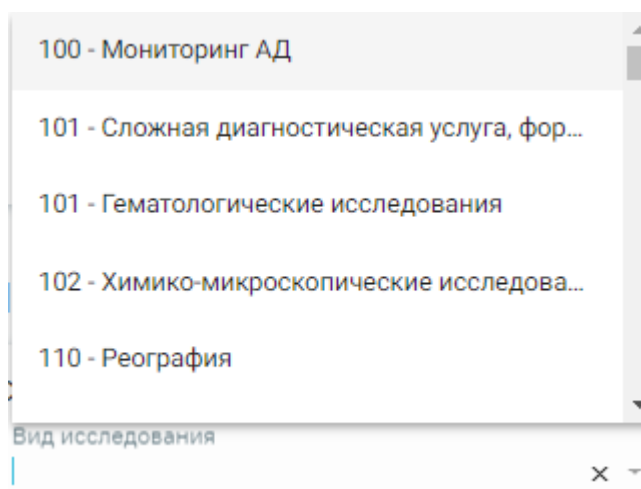 100 - Мониторинг АД
101 - Сложная диагностическая услуга, фор...
101 - Гематологические исследования
102 - Химико-микроскопические исследова...
110 - Реография
Вид исследования